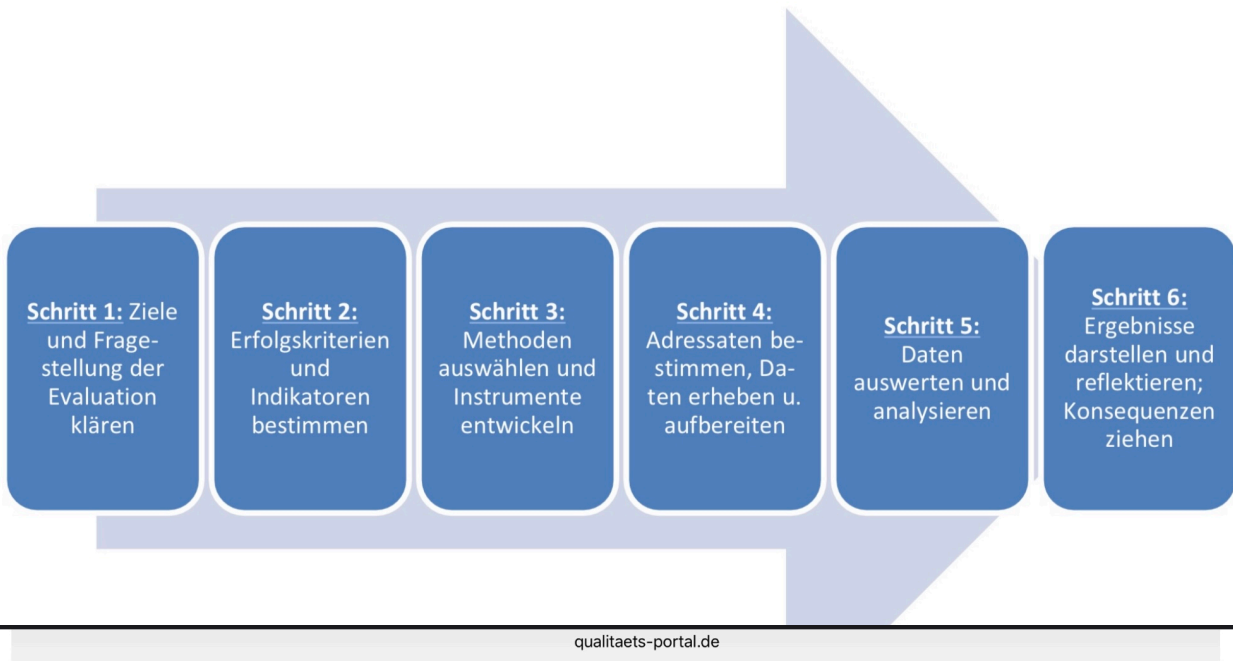 Schritt 1: Ziele
und Frage-
stellung der
Evaluation
klären
Schritt 2:
Erfolgskriterien
und
Indikatoren
bestimmen
Schritt 3:
Methoden
auswählen und
Instrumente
entwickeln
Schritt 4:
Adressaten be-
stimmen, Da-
ten erheben u.
aufbereiten
Schritt 5:
Daten
auswerten und
analysieren
Schritt 6:
Ergebnisse
darstellen und
reflektieren;
Konsequenzen
ziehen
qualitaets-portal.de